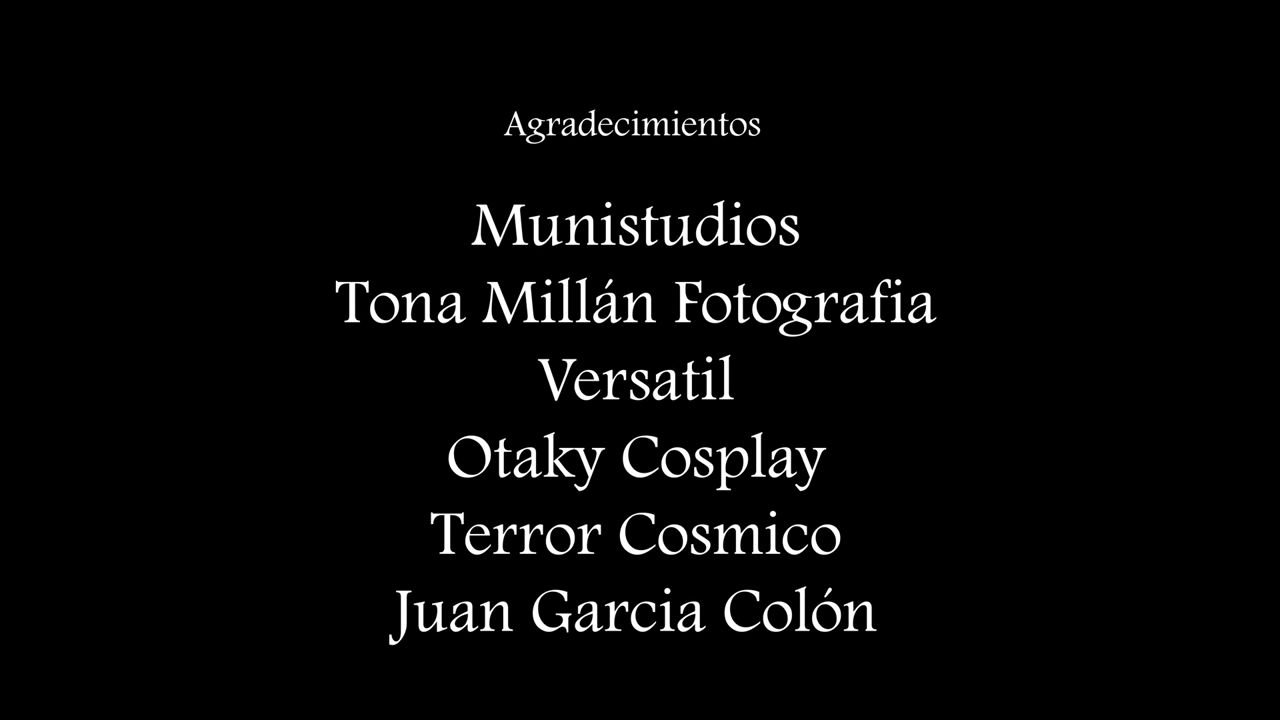 Agradecimientos
Munistudios
Tona Millán Fotografia
Versatil
Otaky Cosplay
Terror Cosmico
Juan Garcia Colón